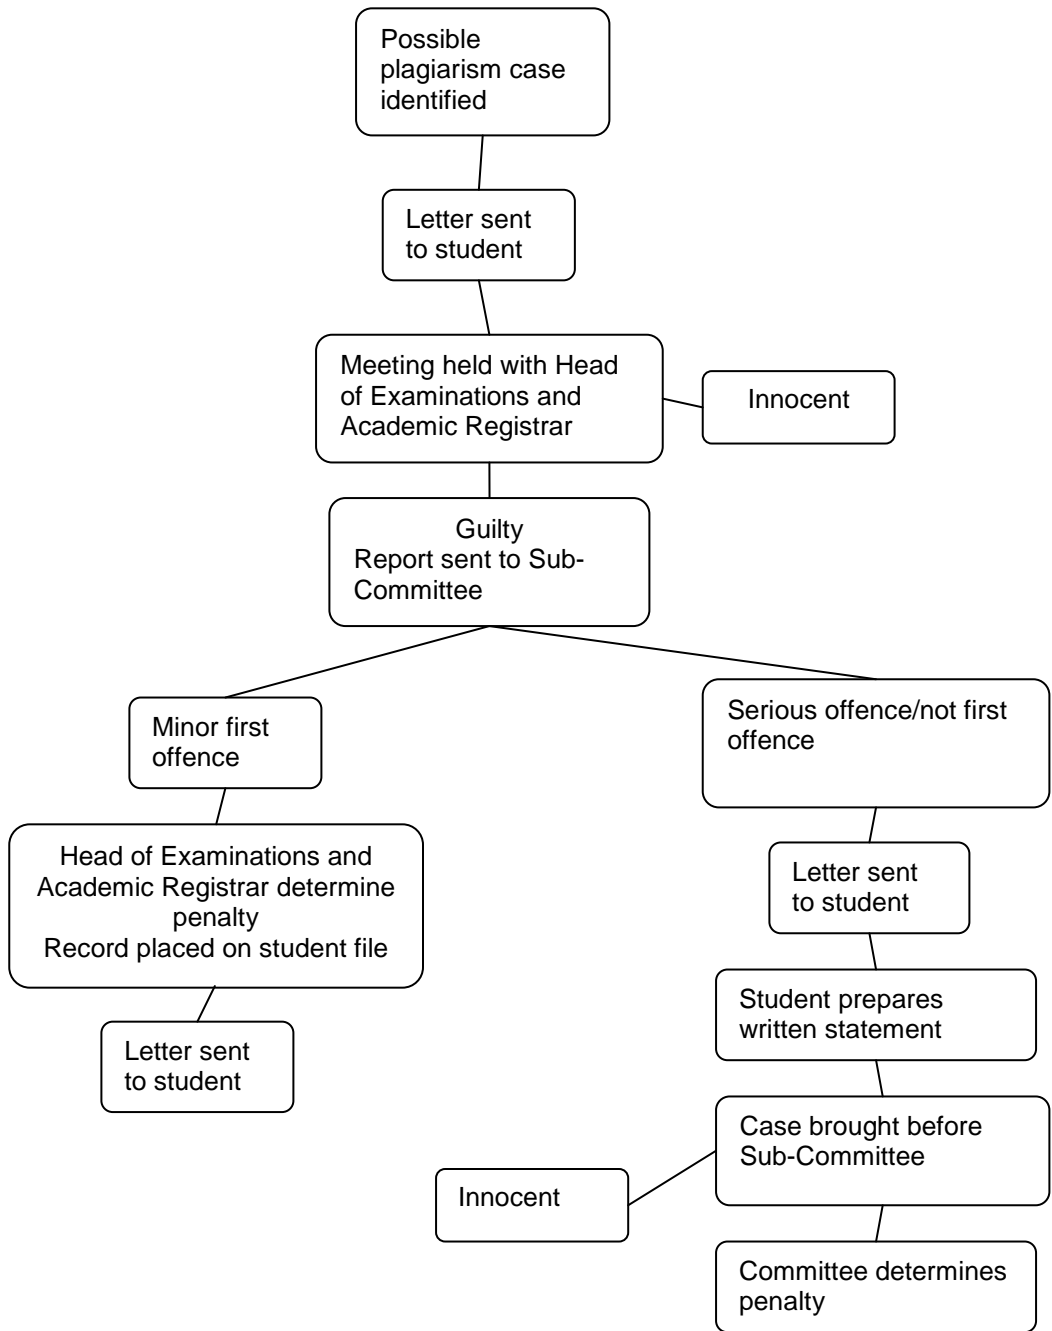 Possible
plagiarism case
identified
Letter sent
to student
Meeting held with Head
of Examinations and
Academic Registrar
Innocent
Guilty
Report sent to Sub-
Committee
Minor first
offence
Head of Examinations and
Academic Registrar determine
penalty
Record placed on student file
Letter sent
to student
Serious offence/not first
offence
Letter sent
to student
Student prepares
written statement
Case brought before
Sub-Committee
Innocent
Committee determines
penalty